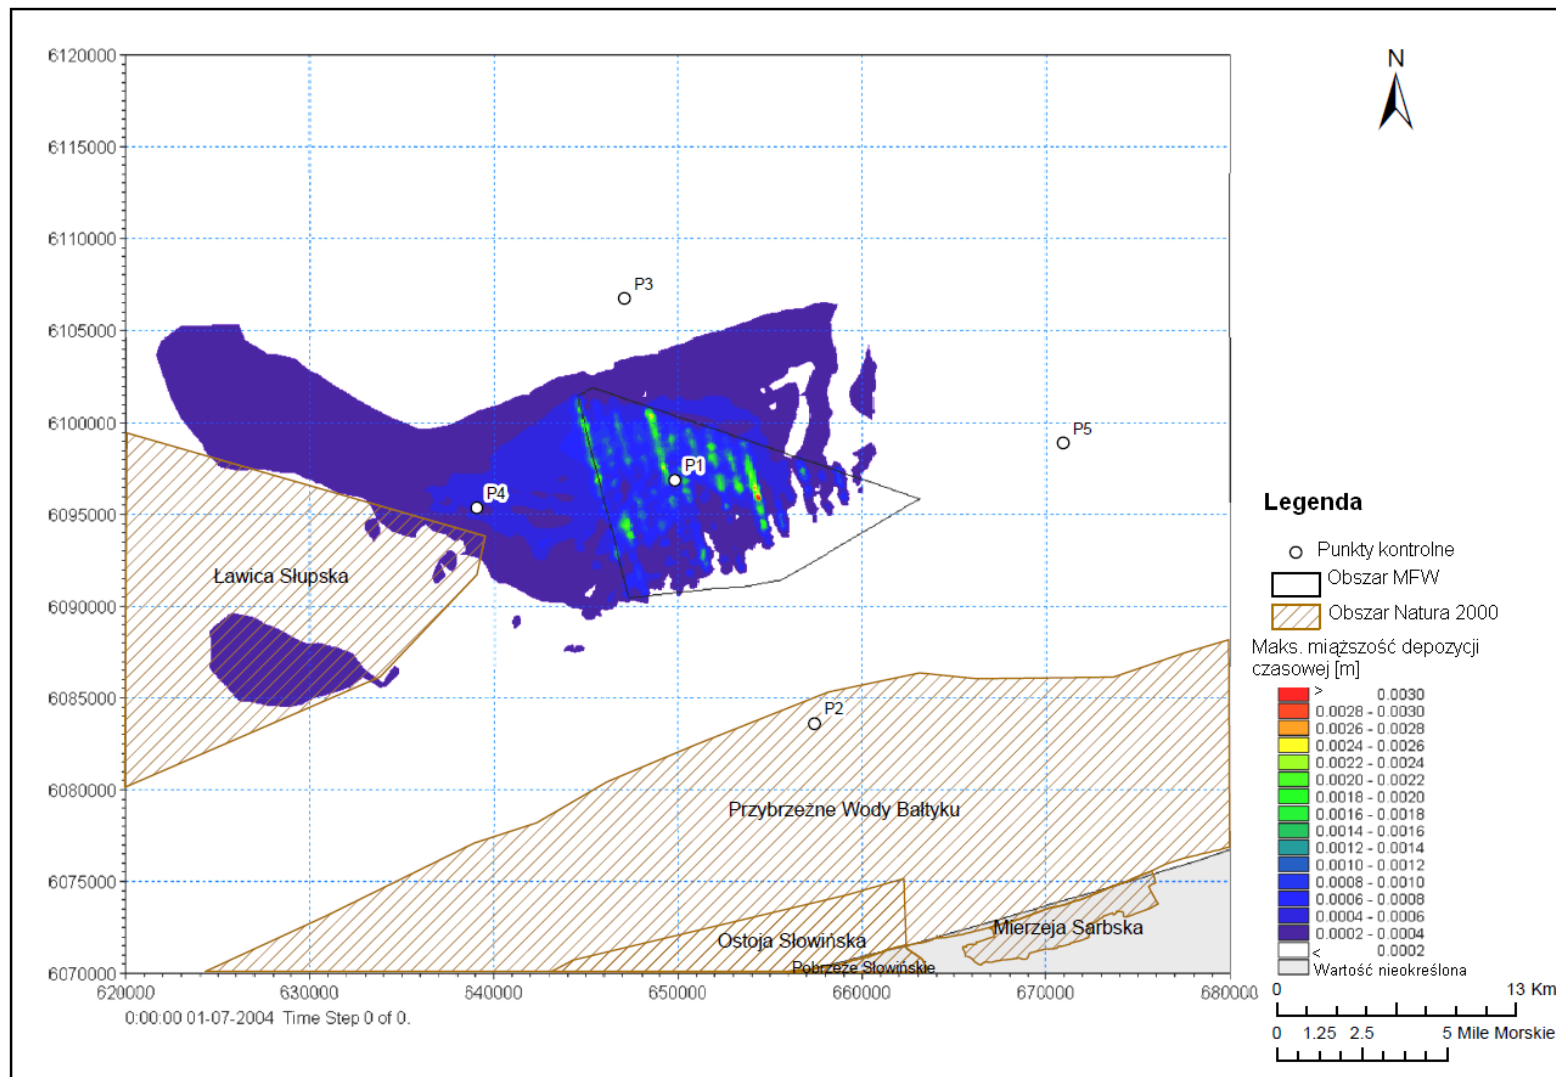 6120000
6115000
6110000
6105000
6100000
6095000
6090000
6085000
6080000
6075000
6070000
620000
630000
640000
650000
660000
670000
680000
0:00:00 01-07-2004 Time Step 0 of 0.
P3
P5
P1
P4
P2
Ławica Słupska
Przybrzeżne Wody Bałtyku
Ostoja Słowińska
Mierzeja Sarbska
Pobrzeże Słowińskie
N
Legenda
Punkty kontrolne
Obszar MFW
Obszar Natura 2000
Maks. miąższość depozycji
czasowej [m]
> 0.0030
0.0028 - 0.0030
0.0026 - 0.0028
0.0024 - 0.0026
0.0022 - 0.0024
0.0020 - 0.0022
0.0018 - 0.0020
0.0016 - 0.0018
0.0014 - 0.0016
0.0012 - 0.0014
0.0010 - 0.0012
0.0008 - 0.0010
0.0006 - 0.0008
0.0004 - 0.0006
0.0002 - 0.0004
< 0.0002
Wartość nieokreślona
0 13 Km
0 1.25 2.5 5 Mile Morskie